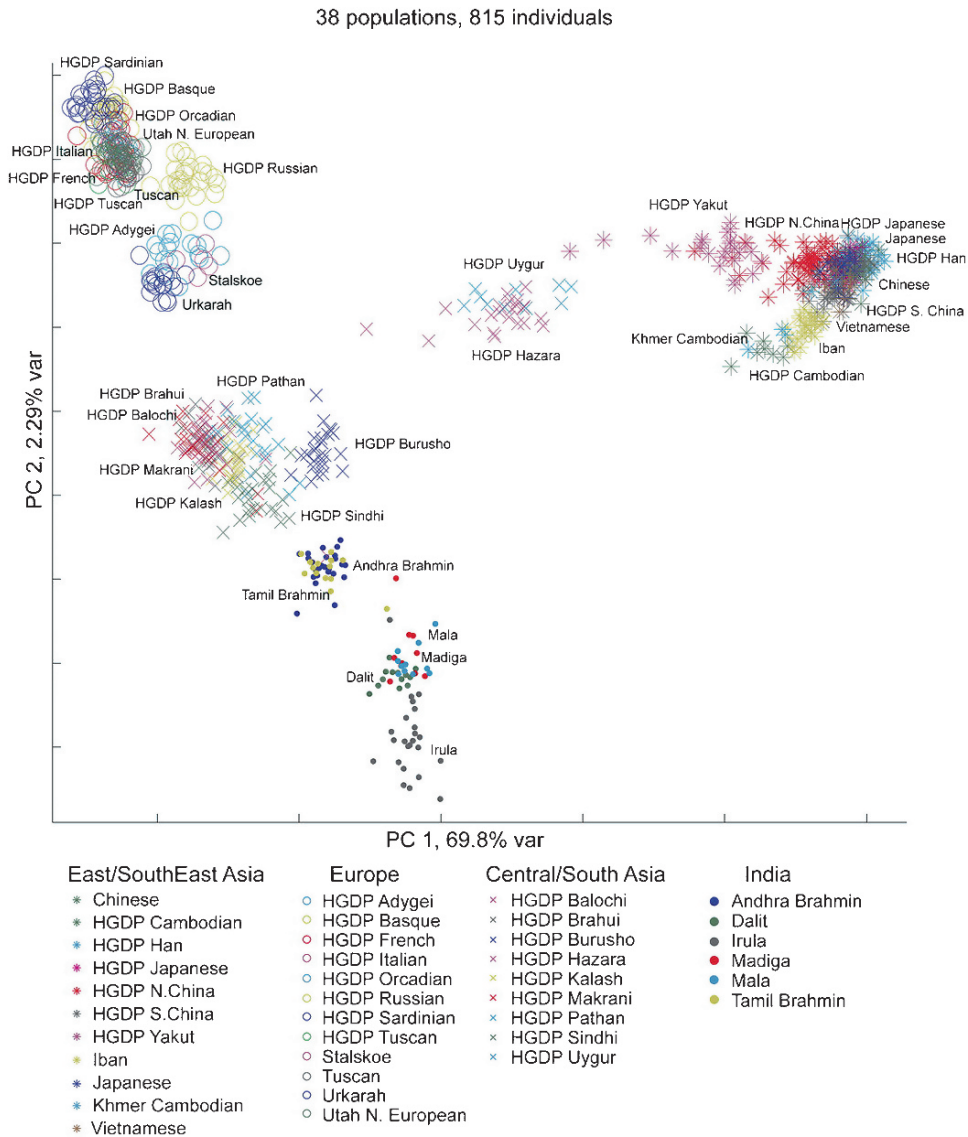 38 populations, 815 individuals
HGDP Sardinian
HGDP Basque
HGDP Orcadian
Utah N. European
HGDP Italian
HGDP Russian
HGDP French
Tuscan
HGDP Tuscan
HGDP Adygei
Stalskoe
Urkarah
HGDP Yakut
HGDP N.China
HGDP Japanese
Japanese
HGDP Han
HGDP Uygur
Chinese
HGDP S. China
Vietnamese
Khmer Cambodian
Iban
HGDP Hazara
HGDP Cambodian
HGDP Pathan
HGDP Brahui
HGDP Balochi
HGDP Burusho
HGDP Makrani
HGDP Kalash
HGDP Sindhi
Andhra Brahmin
Tamil Brahmin
Mala
Madiga
Dalit
Irula
PC 2, 2.29% var
PC 1, 69.8% var
East/SouthEast Asia
Chinese
HGDP Cambodian
HGDP Han
HGDP Japanese
HGDP N.China
HGDP S.China
HGDP Yakut
Iban
Japanese
Khmer Cambodian
Vietnamese
Europe
HGDP Adygei
HGDP Basque
HGDP French
HGDP Italian
HGDP Orcadian
HGDP Russian
HGDP Sardinian
HGDP Tuscan
Stalskoe
Tuscan
Urkarah
Utah N. European
Central/South Asia
HGDP Balochi
HGDP Brahui
HGDP Burusho
HGDP Hazara
HGDP Kalash
HGDP Makrani
HGDP Pathan
HGDP Sindhi
HGDP Uygur
India
Andhra Brahmin
Dalit
Irula
Madiga
Mala
Tamil Brahmin